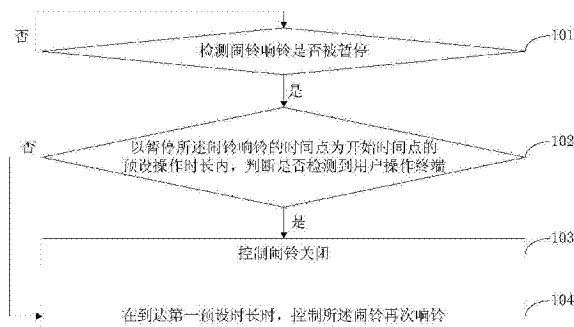 否
101
检测闹铃响铃是否被暂停
是
102
以暂停所述闹铃响铃的时间点为开始时间点的
预设操作时长内，判断是否检测到用户操作终端
否
是
103
控制闹铃关闭
104
在到达第一预设时长时，控制所述闹铃再次响铃